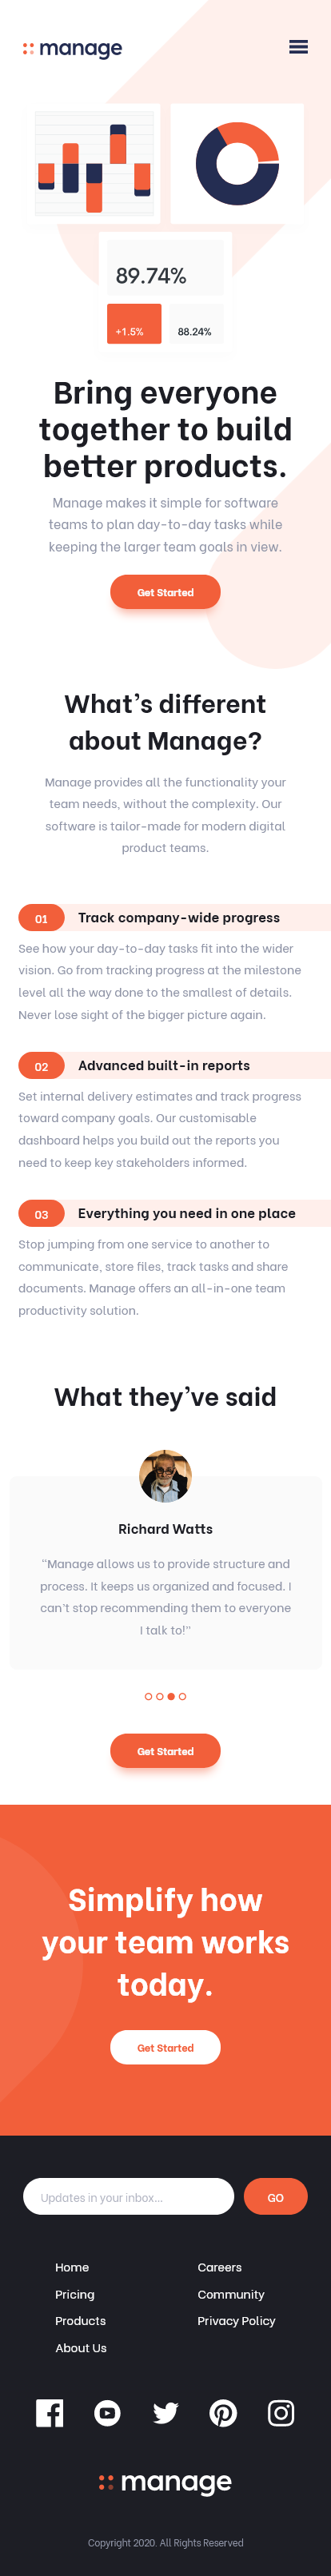 manage
89.74%
+1.5%
88.24%
Bring everyone
together to build
better products.
Manage makes it simple for software
teams to plan day-to-day tasks while
keeping the larger team goals in view.
Get Started
What's different
about Manage?
Manage provides all the functionality your
team needs, without the complexity. Our
software is tailor-made for modern digital
product teams.
01 Track company-wide progress
See how your day-to-day tasks fit into the wider
vision. Go from tracking progress at the milestone
level all the way done to the smallest of details.
Never lose sight of the bigger picture again.
02 Advanced built-in reports
Set internal delivery estimates and track progress
toward company goals. Our customisable
dashboard helps you build out the reports you
need to keep key stakeholders informed.
03 Everything you need in one place
Stop jumping from one service to another to
communicate, store files, track tasks and share
documents. Manage offers an all-in-one team
productivity solution.
What they've said
Richard Watts
"Manage allows us to provide structure and
process. It keeps us organized and focused. I
can't stop recommending them to everyone
I talk to!"
Get Started
Simplify how
your team works
today.
Get Started
Updates in your inbox...
GO
Home
Pricing
Products
About Us
Careers
Community
Privacy Policy
manage
Copyright 2020. All Rights Reserved